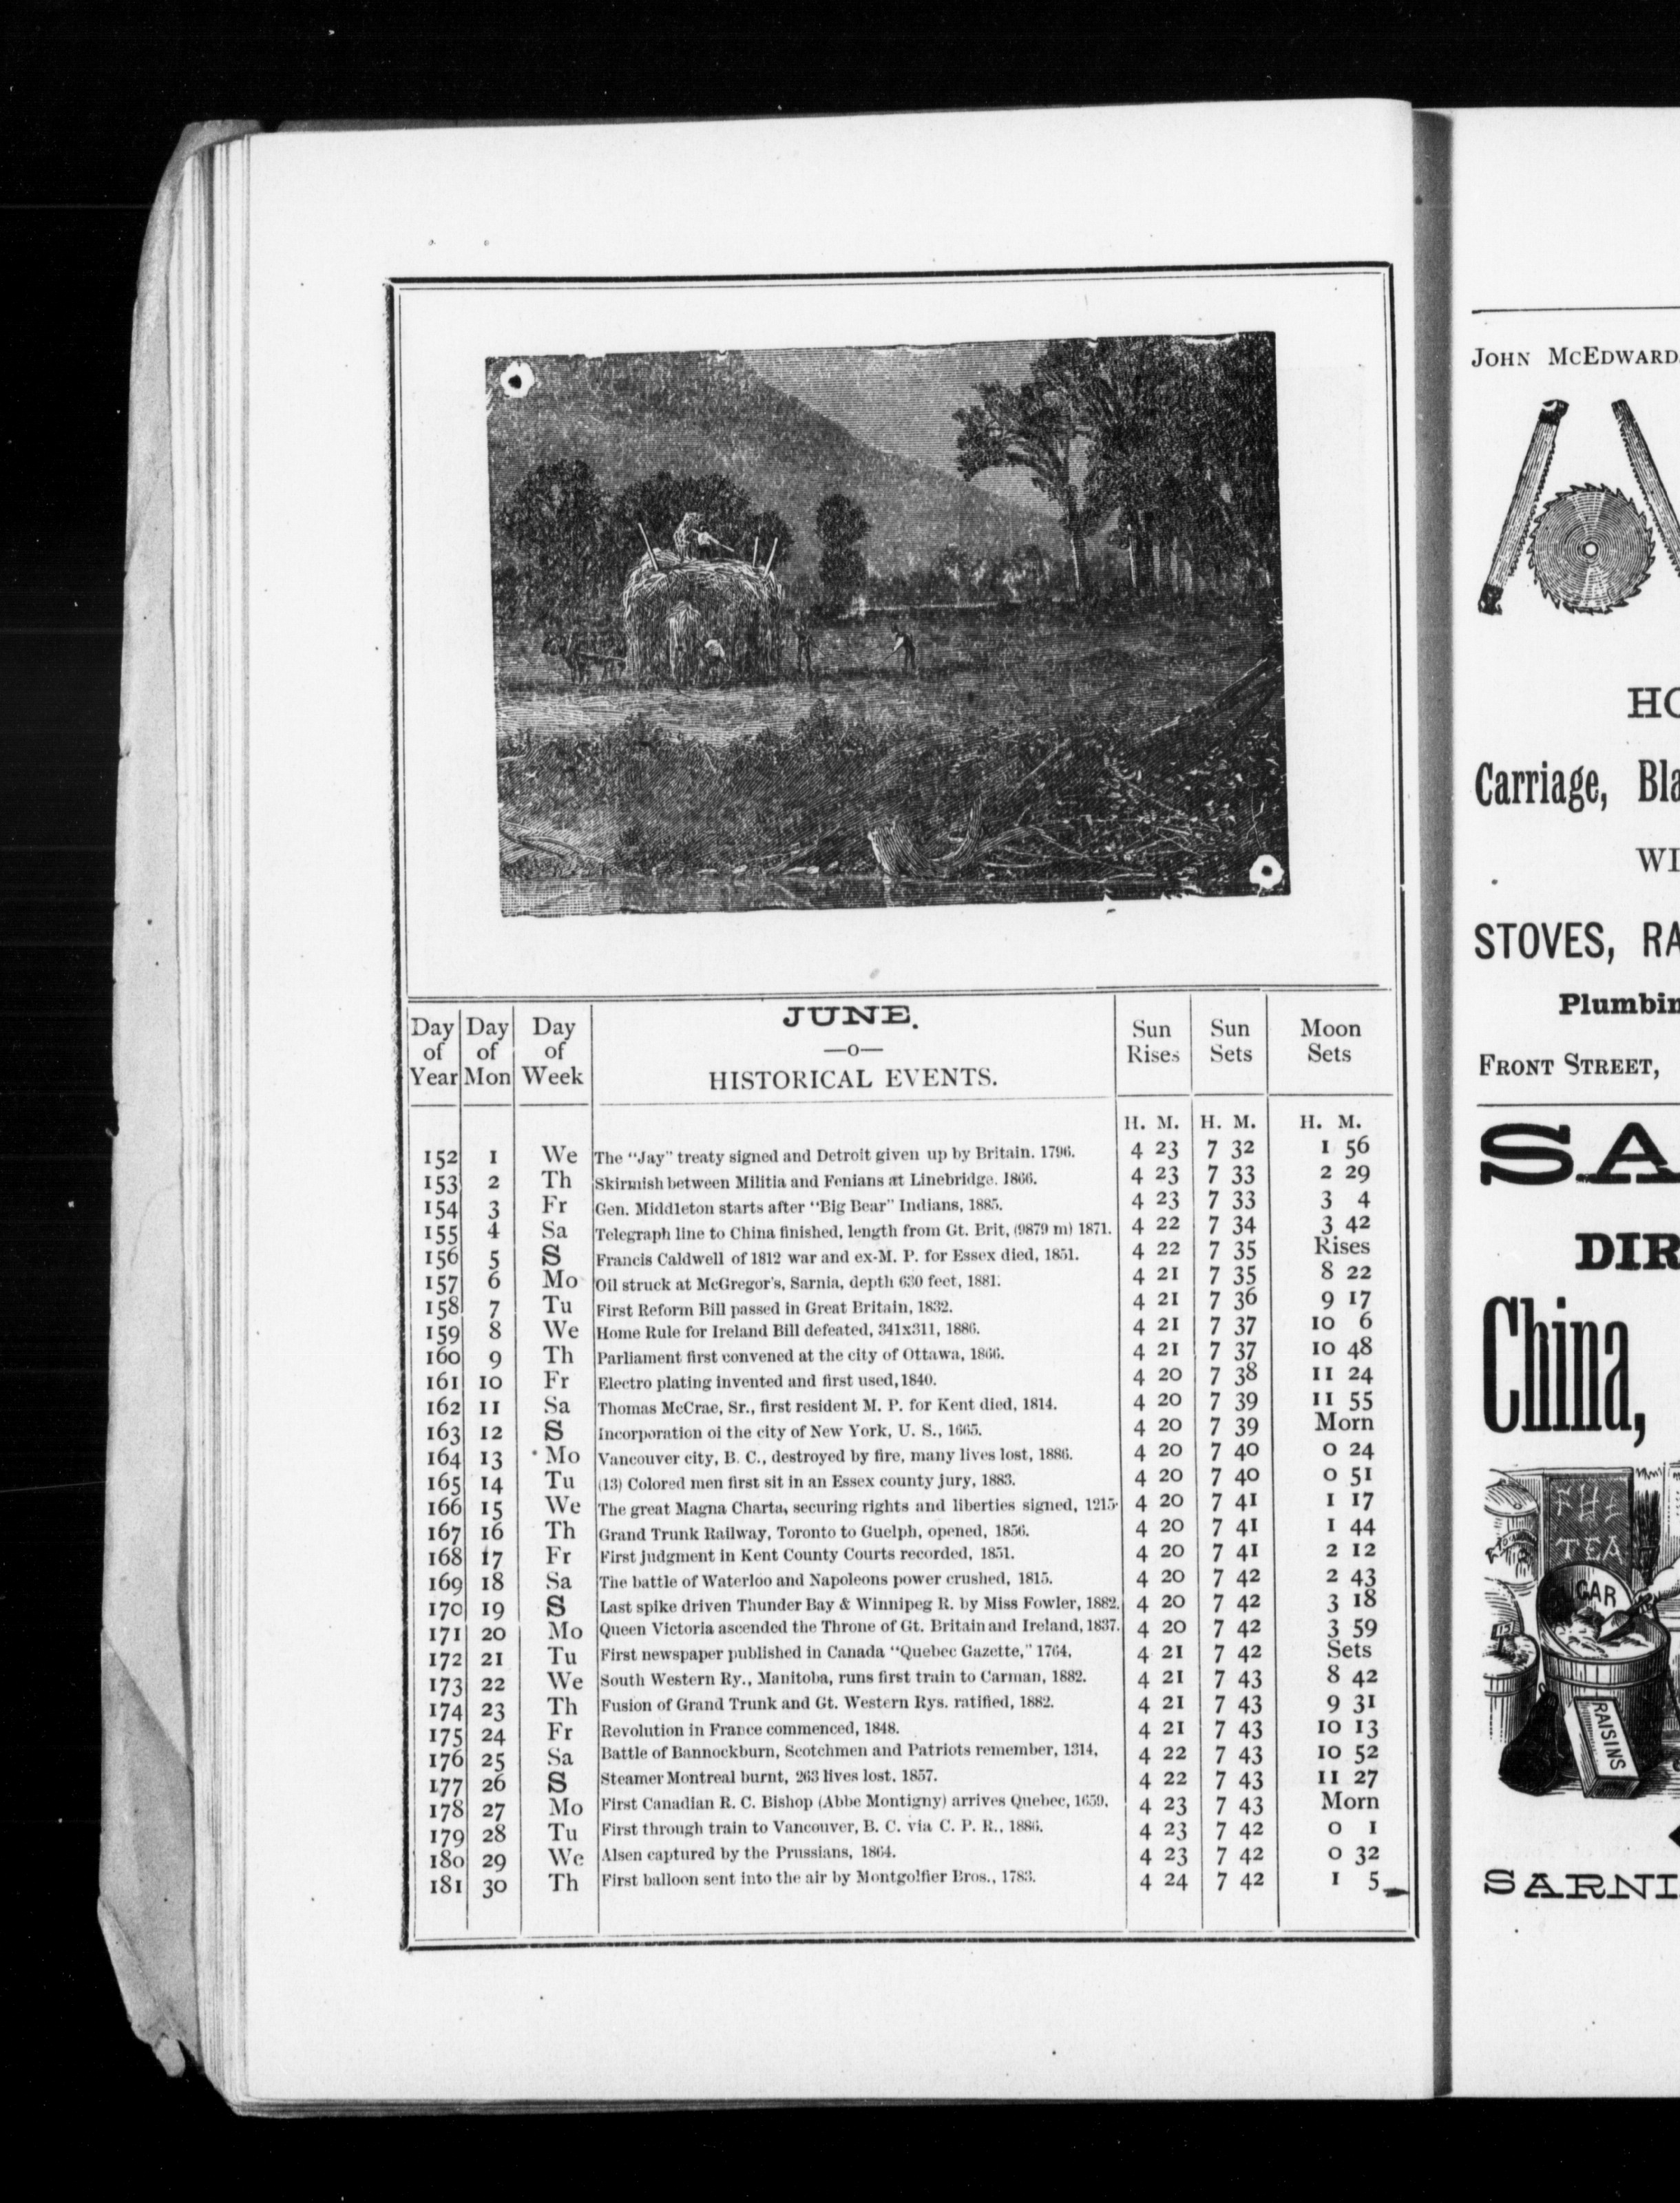 JUNE.
—o—
Day of Year Day of Mon Day of Week HISTORICAL EVENTS. Sun Rises Sun Sets Moon Sets
H. M. H. M. H. M.
152 1 We The "Jay" treaty signed and Detroit given up by Britain. 1796. 4 23 7 32 1 56
153 2 Th Skirmish between Militia and Fenians at Linebridge. 1866. 4 23 7 33 2 29
154 3 Fr Gen. Middleton starts after "Big Bear" Indians, 1885. 4 23 7 33 3 4
155 4 Sa Telegraph line to China finished, length from Gt. Brit, (9879 m) 1871. 4 22 7 34 3 42
156 5 S Francis Caldwell of 1812 war and ex-M. P. for Essex died, 1851. 4 22 7 35 Rises
157 6 Mo Oil struck at McGregor's, Sarnia, depth 630 feet, 1881. 4 21 7 35 8 22
158 7 Tu First Reform Bill passed in Great Britain, 1832. 4 21 7 36 9 17
159 8 We Home Rule for Ireland Bill defeated, 341x311, 1886. 4 21 7 37 10 6
160 9 Th Parliament first convened at the city of Ottawa, 1866. 4 21 7 37 10 48
161 10 Fr Electro plating invented and first used, 1840. 4 20 7 38 11 24
162 11 Sa Thomas McCrae, Sr., first resident M. P. for Kent died, 1814. 4 20 7 39 11 55
163 12 S Incorporation of the city of New York, U. S., 1665. 4 20 7 39 Morn
164 13 Mo Vancouver city, B. C., destroyed by fire, many lives lost, 1886. 4 20 7 40 0 24
165 14 Tu (13) Colored men first sit in an Essex county jury, 1883. 4 20 7 40 0 51
166 15 We The great Magna Charta, securing rights and liberties signed, 1215. 4 20 7 41 1 17
167 16 Th Grand Trunk Railway, Toronto to Guelph, opened, 1856. 4 20 7 41 1 44
168 17 Fr First judgment in Kent County Courts recorded, 1851. 4 20 7 41 2 12
169 18 Sa The battle of Waterloo and Napoleons power crushed, 1815. 4 20 7 42 2 43
170 19 S Last spike driven Thunder Bay & Winnipeg R. by Miss Fowler, 1882. 4 20 7 42 3 18
171 20 Mo Queen Victoria ascended the Throne of Gt. Britain and Ireland, 1837. 4 20 7 42 3 59
172 21 Tu First newspaper published in Canada "Quebec Gazette," 1764. 4 21 7 42 Sets
173 22 We South Western Ry., Manitoba, runs first train to Carman, 1882. 4 21 7 43 8 42
174 23 Th Fusion of Grand Trunk and Gt. Western Rys. ratified, 1882. 4 21 7 43 9 31
175 24 Fr Revolution in France commenced, 1848. 4 21 7 43 10 13
176 25 Sa Battle of Bannockburn, Scotchmen and Patriots remember, 1314. 4 22 7 43 10 52
177 26 S Steamer Montreal burnt, 263 lives lost, 1857. 4 22 7 43 11 27
178 27 Mo First Canadian R. C. Bishop (Abbe Montigny) arrives Quebec, 1659. 4 23 7 43 Morn
179 28 Tu First through train to Vancouver, B. C. via C. P. R., 1886. 4 23 7 42 0 1
180 29 We Alsen captured by the Prussians, 1864. 4 23 7 42 0 32
181 30 Th First balloon sent into the air by Montgolfier Bros., 1783. 4 24 7 42 1 5
JOHN MCEDWARD
HO
Carriage, Bla
WI
STOVES, RA
Plumbin
FRONT STREET,
SA
DIR
China,
TEA
GAR
RAISINS
SARNI